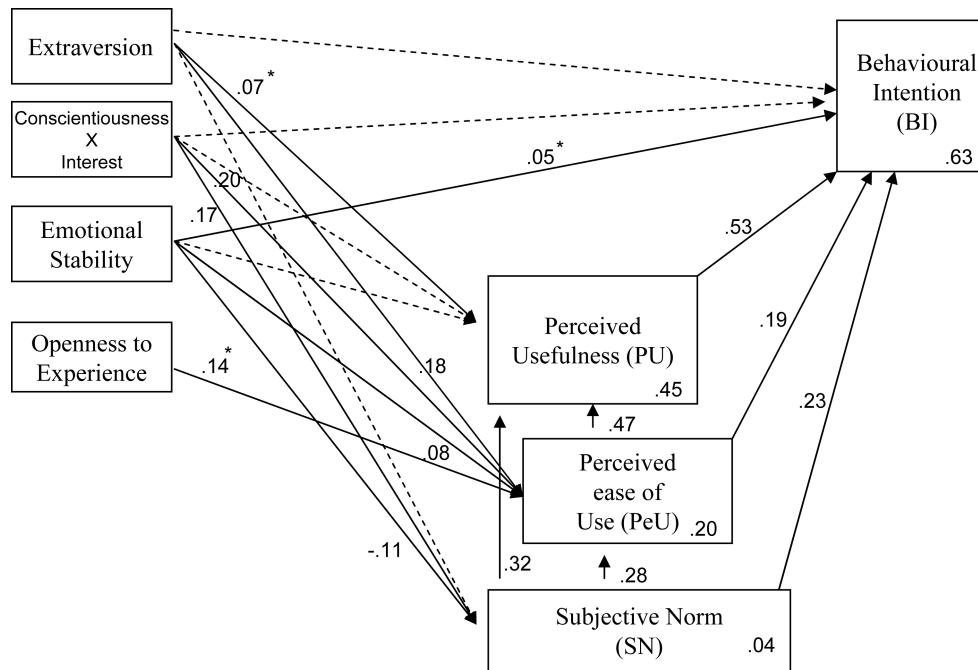 Extraversion
Conscientiousness
X
Interest
Emotional
Stability
Openness to
Experience
Behavioural
Intention
(BI)
.63
.07*
.20
.17
.05*
.53
Perceived
Usefulness (PU)
.45
.19
.14*
.18
.23
.47
.08
Perceived
ease of
Use (PeU)
.20
-.11
.32
.28
Subjective Norm
(SN)
.04